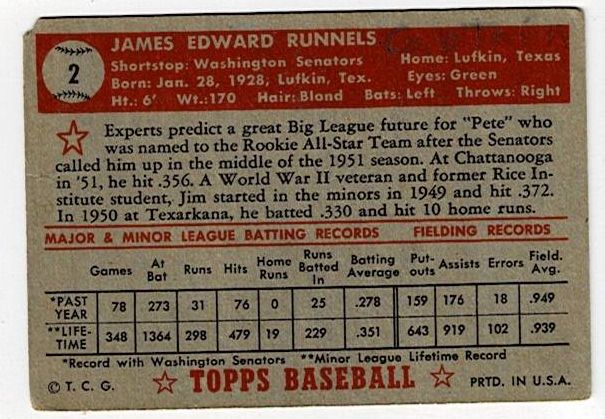 2
JAMES EDWARD RUNNELS
Shortstop: Washington Senators Home: Lufkin, Texas
Born: Jan. 28, 1928, Lufkin, Tex. Eyes: Green
Ht.: 6' Wt.: 170 Hair: Blond Bats: Left Throws: Right
Experts predict a great Big League future for "Pete" who
was named to the Rookie All-Star Team after the Senators
called him up in the middle of the 1951 season. At Chattanooga
in '51, he hit .356. A World War II veteran and former Rice In-
stitute student, Jim started in the minors in 1949 and hit .372.
In 1950 at Texarkana, he batted .330 and hit 10 home runs.
MAJOR & MINOR LEAGUE BATTING RECORDS FIELDING RECORDS
Games At Bat Runs Hits Home Runs Runs Batted In Batting Average Put-outs Assists Errors Field. Avg.
*PAST YEAR 78 273 31 76 0 25 .278 159 176 18 .949
**LIFE-TIME 348 1364 298 479 19 229 .351 643 919 102 .939
*Record with Washington Senators **Minor League Lifetime Record
© T. C. G. TOPPS BASEBALL PRTD. IN U.S.A.